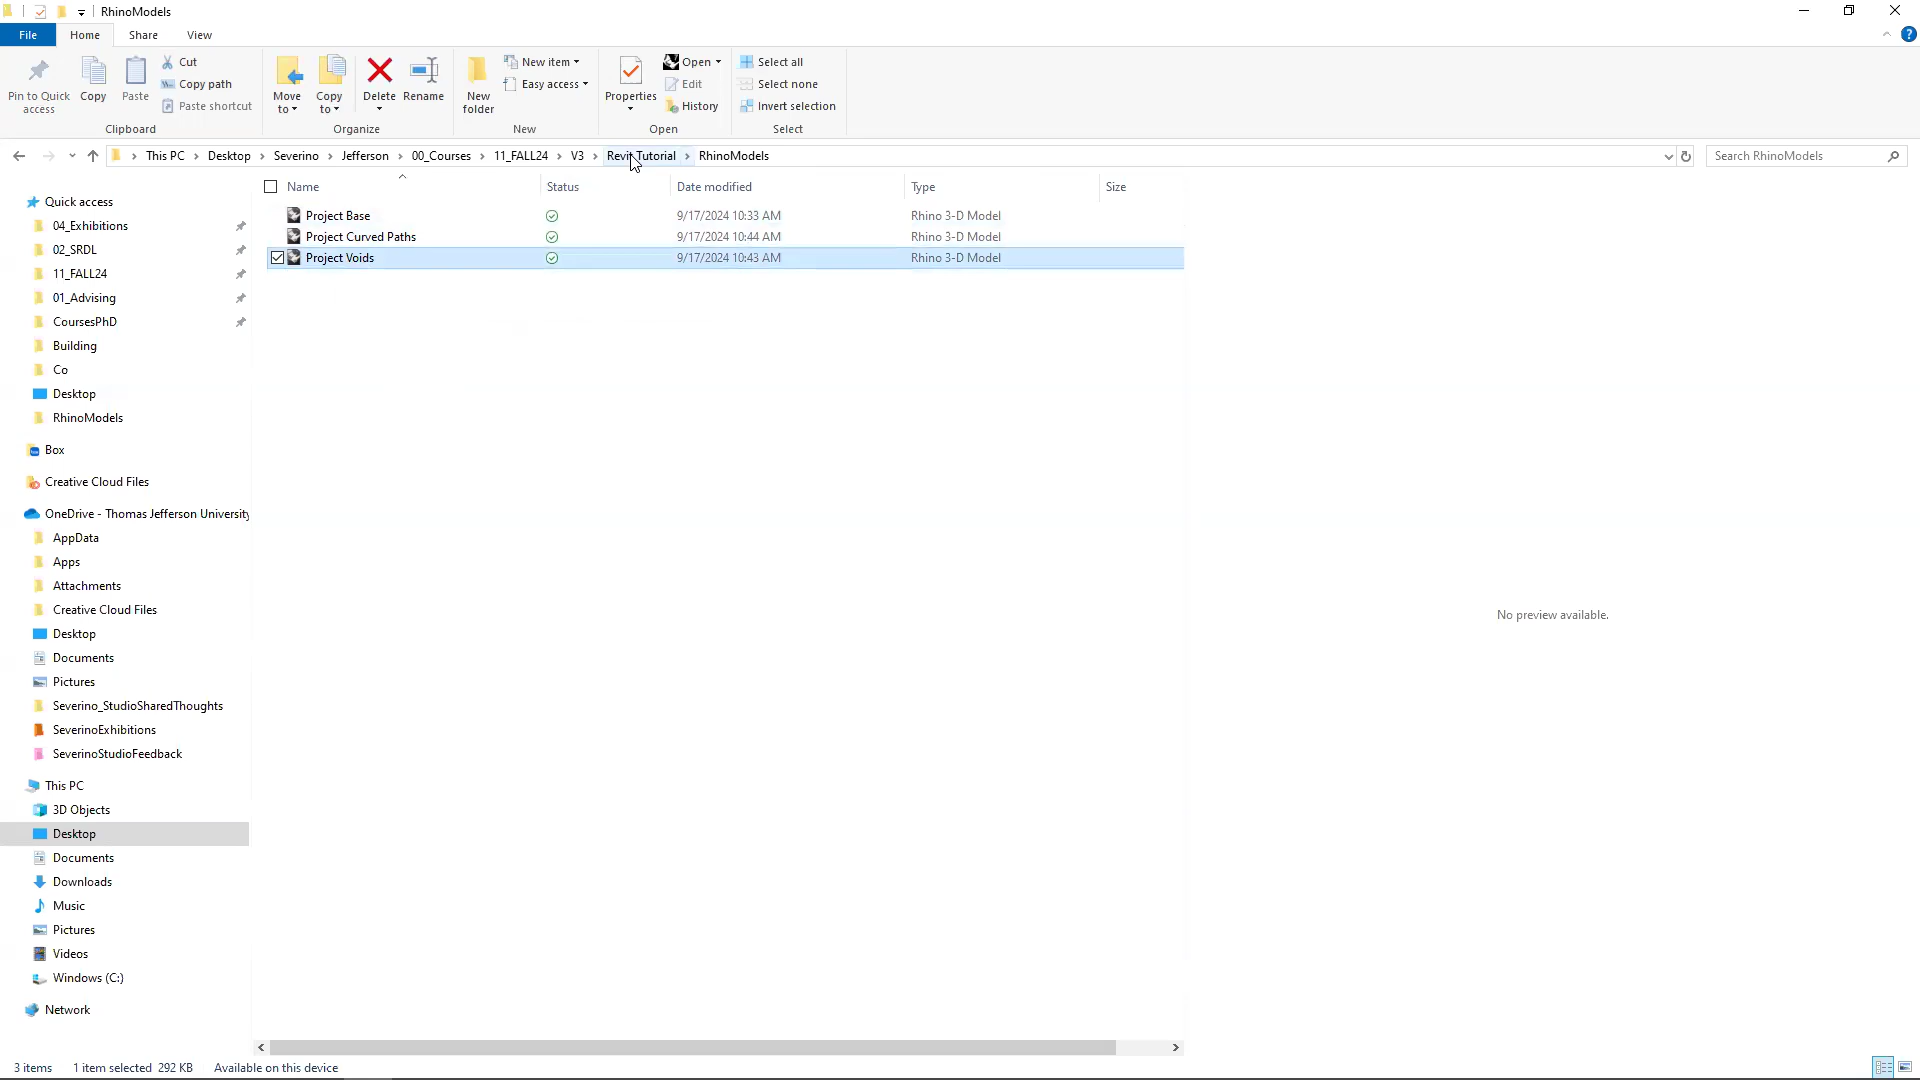 RhinoModels
File Home Share View
Pin to Quick access
Copy
Paste
Cut
Copy path
Paste shortcut
Clipboard
Move to
Copy to
Delete
Rename
Organize
New folder
New item
Easy access
New
Properties
Open
Edit
History
Open
Select all
Select none
Invert selection
Select
This PC Desktop Severino Jefferson 00_Courses 11_FALL24 V3 Revit Tutorial RhinoModels
Search RhinoModels
Name Status Date modified Type Size
Project Base 9/17/2024 10:33 AM Rhino 3-D Model
Project Curved Paths 9/17/2024 10:44 AM Rhino 3-D Model
Project Voids 9/17/2024 10:43 AM Rhino 3-D Model
Quick access
04_Exhibitions
02_SRDL
11_FALL24
01_Advising
CoursesPhD
Building
Co
Desktop
RhinoModels
Box
Creative Cloud Files
OneDrive - Thomas Jefferson University
AppData
Apps
Attachments
Creative Cloud Files
Desktop
Documents
Pictures
Severino_StudioSharedThoughts
SeverinoExhibitions
SeverinoStudioFeedback
This PC
3D Objects
Desktop
Documents
Downloads
Music
Pictures
Videos
Windows (C:)
Network
No preview available.
3 items 1 item selected 292 KB Available on this device